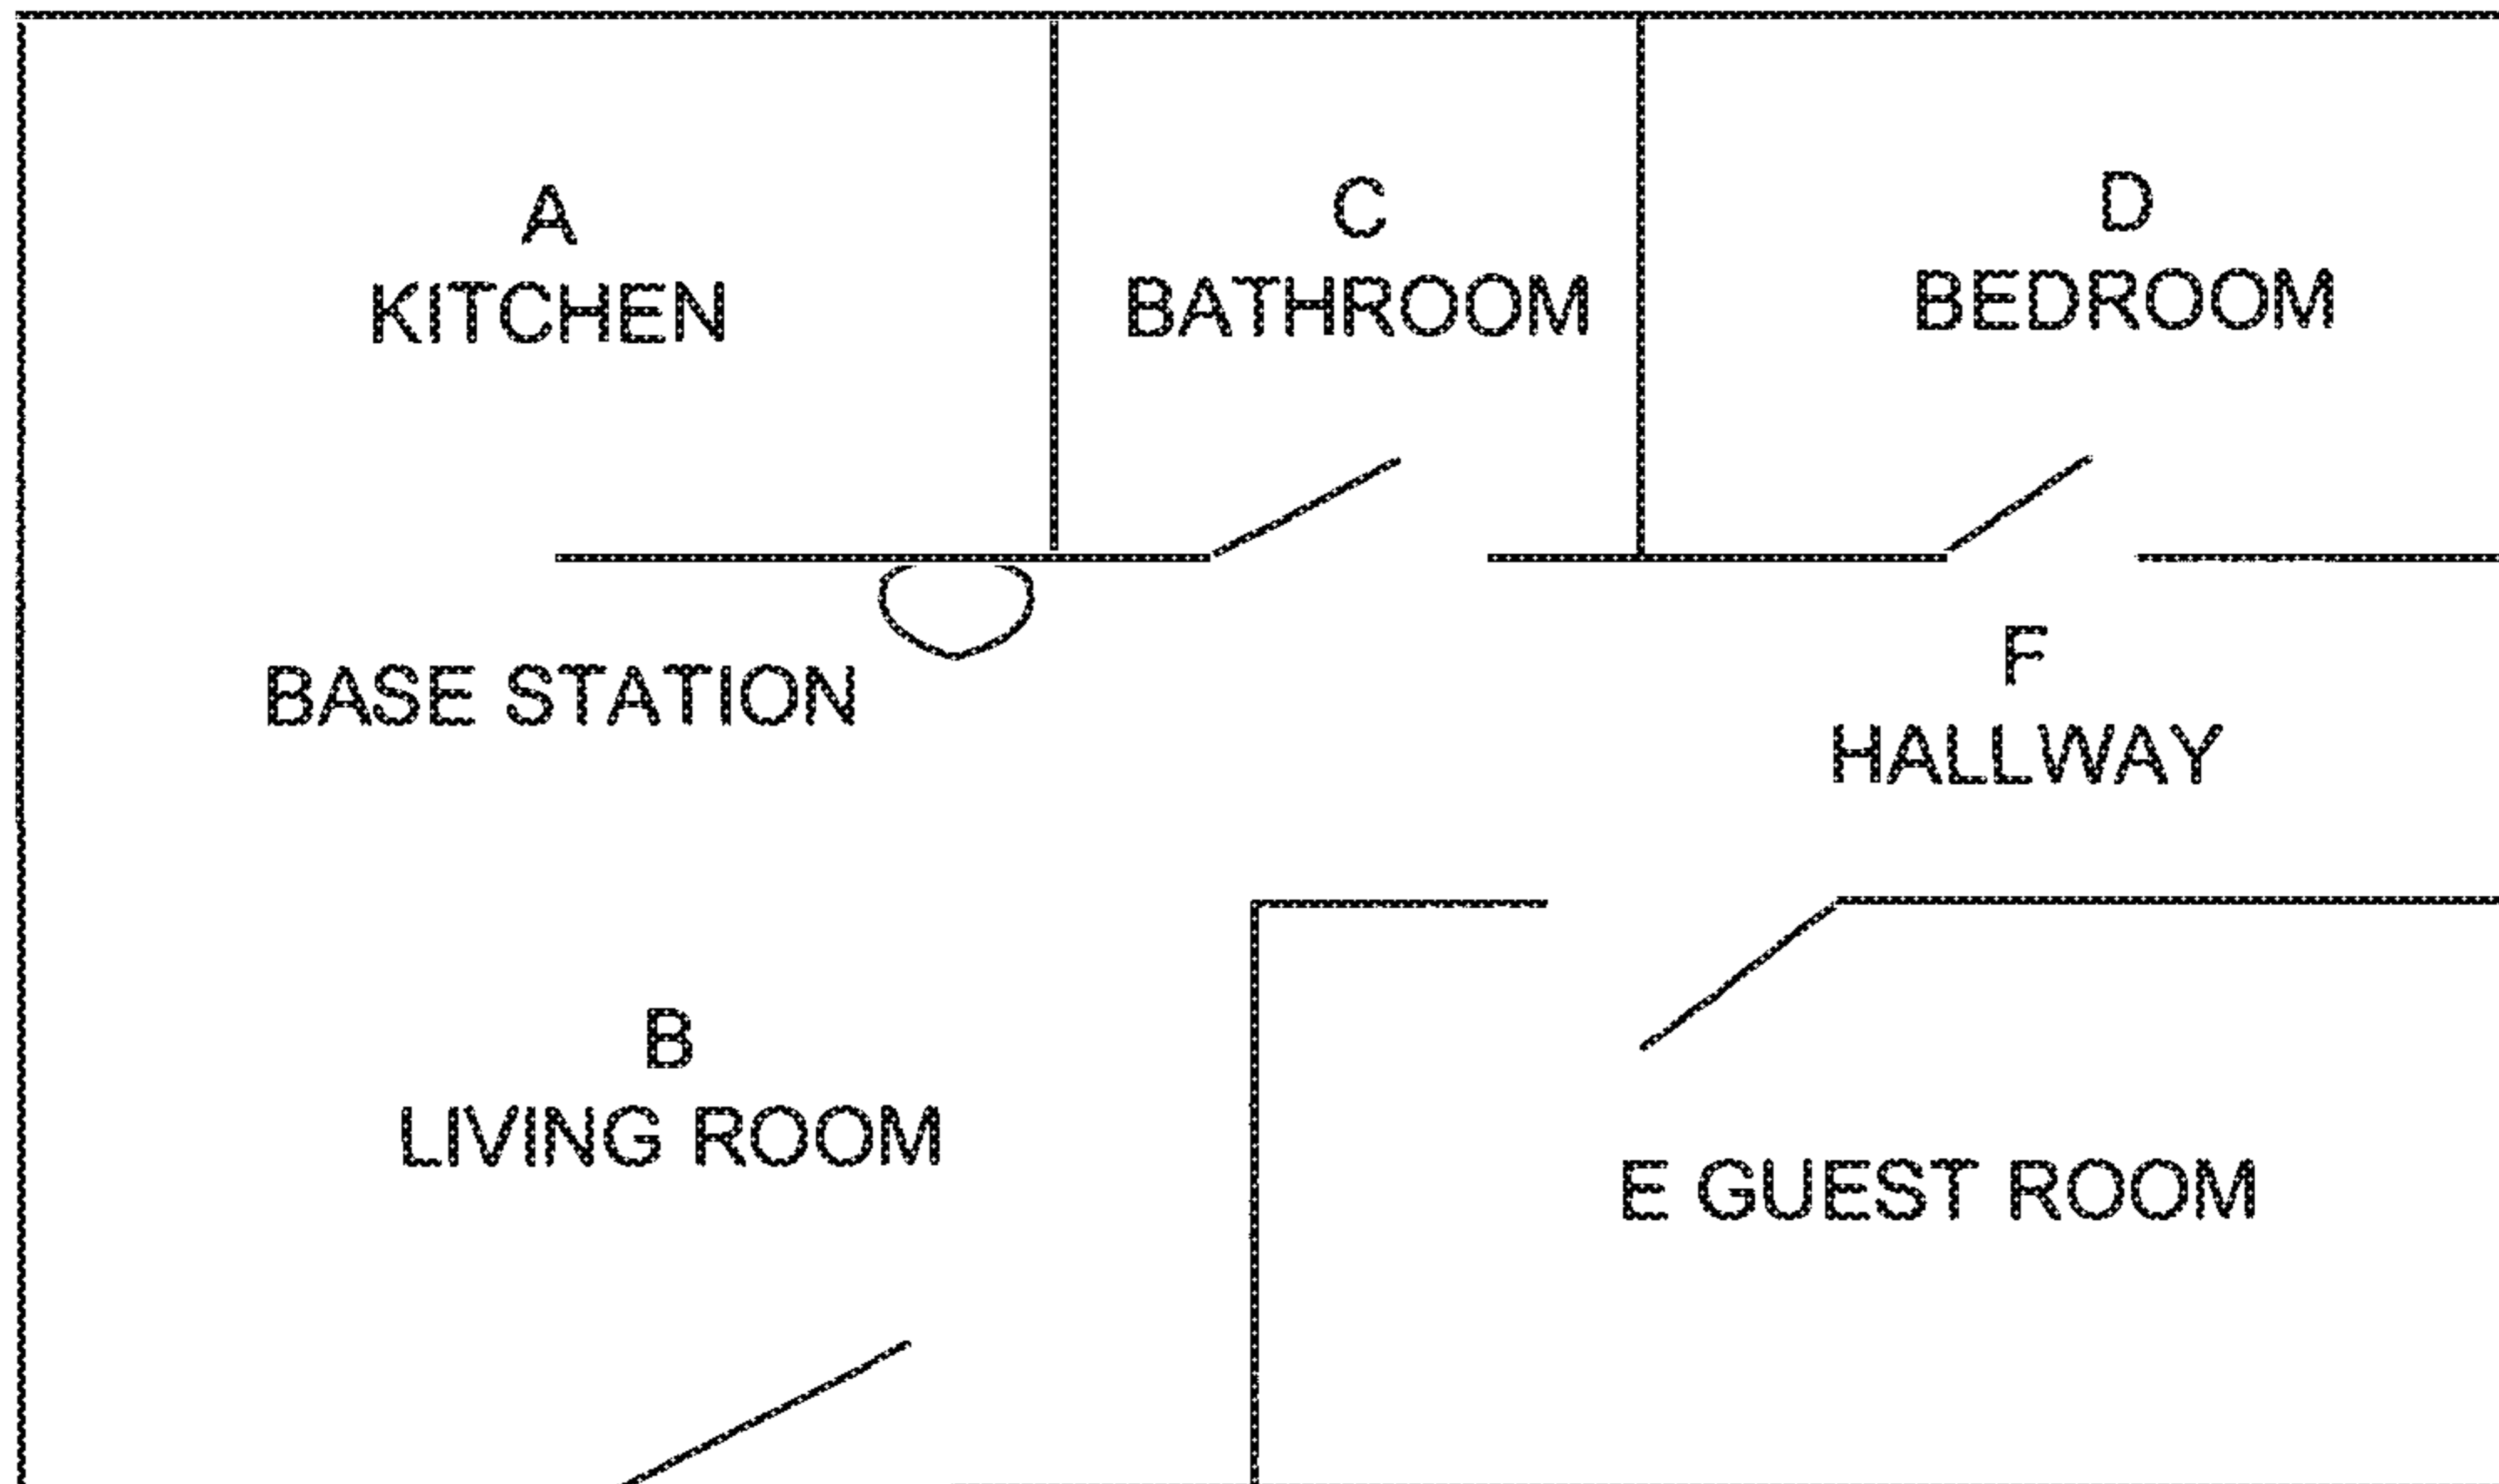 A
KITCHEN
C
BATHROOM
D
BEDROOM
BASE STATION
F
HALLWAY
B
LIVING ROOM
E GUEST ROOM